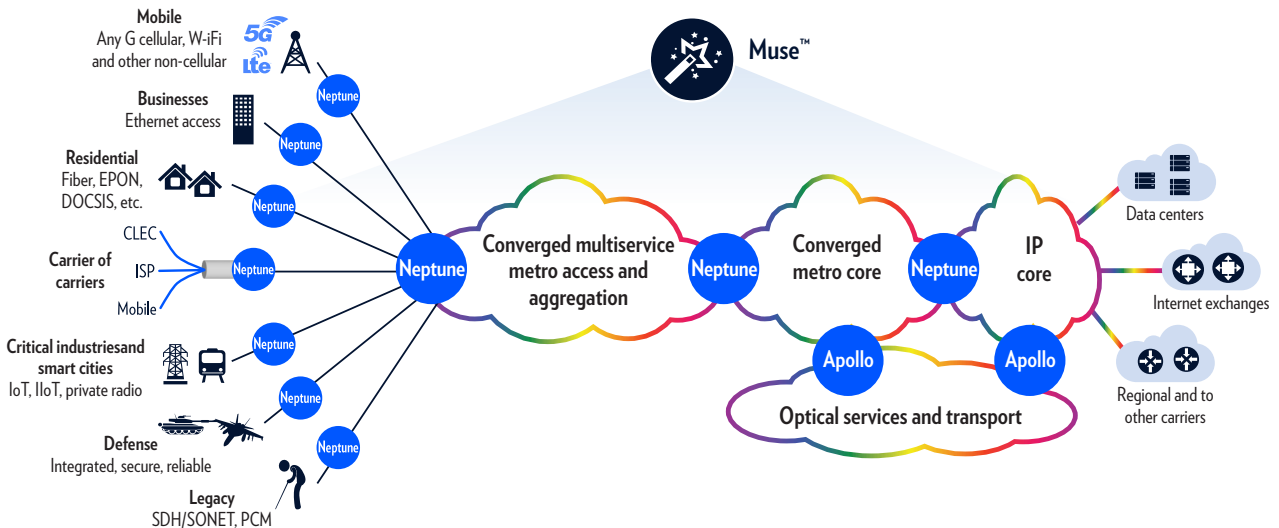 Mobile
Any G cellular, W-iFi
and other non-cellular
5G
Lte
Neptune
Muse™
Businesses
Ethernet access
Neptune
Residential
Fiber, EPON,
DOCSIS, etc.
Neptune
CLEC
Carrier of
carriers
ISP
Mobile
Neptune
Critical industriesand
smart cities
IoT, IIoT, private radio
Neptune
Defense
Integrated, secure, reliable
Neptune
Legacy
SDH/SONET, PCM
Neptune
Neptune
Converged multiservice
metro access and
aggregation
Neptune
Converged
metro core
Neptune
IP
core
Apollo
Apollo
Optical services and transport
Data centers
Internet exchanges
Regional and to
other carriers